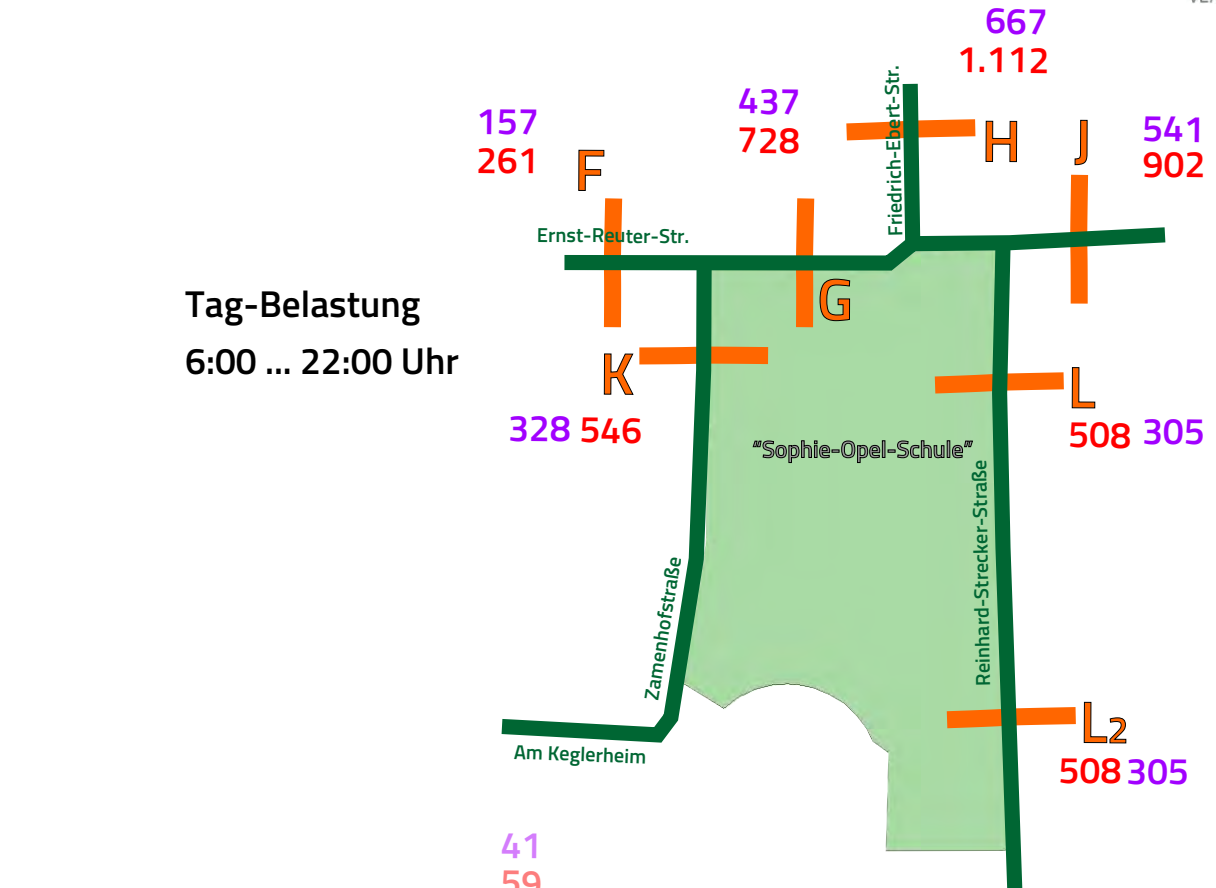 667
1.112
437
728
157
261
F
Friedrich-Ebert-Str.
H
J
541
902
Ernst-Reuter-Str.
G
Tag-Belastung
6:00 ... 22:00 Uhr
K
328 546
L
508 305
"Sophie-Opel-Schule"
Reinhard-Strecker-Straße
Zamenhofstraße
L2
508 305
Am Keglerheim
41
59